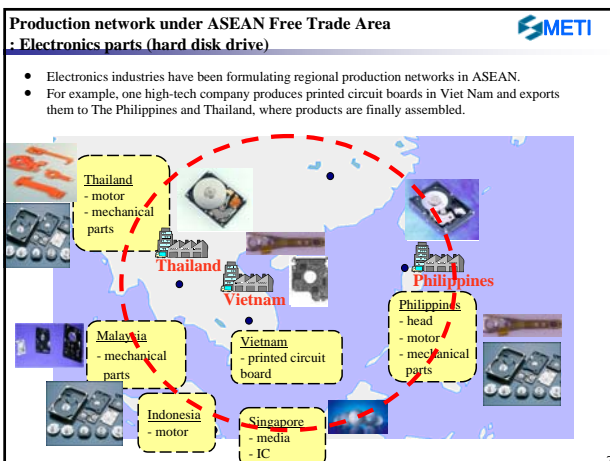 Production network under ASEAN Free Trade Area
: Electronics parts (hard disk drive)
METI
● Electronics industries have been formulating regional production networks in ASEAN.
● For example, one high-tech company produces printed circuit boards in Viet Nam and exports
them to The Philippines and Thailand, where products are finally assembled.
Thailand
- motor
- mechanical
parts
Thailand
Vietnam
Philippines
Philippines
- head
- motor
- mechanical
parts
Malaysia
- mechanical
parts
Vietnam
- printed circuit
board
Indonesia
- motor
Singapore
- media
- IC